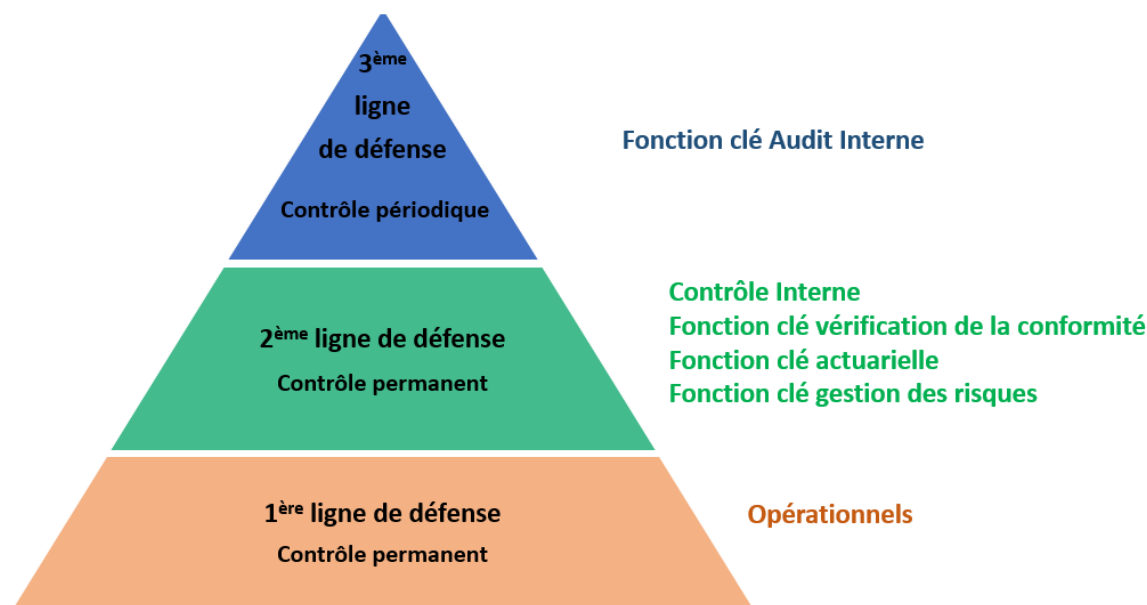 3ème
ligne
de défense
Contrôle périodique
Fonction clé Audit Interne
2ème ligne de défense
Contrôle permanent
Contrôle Interne
Fonction clé vérification de la conformité
Fonction clé actuarielle
Fonction clé gestion des risques
1ère ligne de défense
Contrôle permanent
Opérationnels